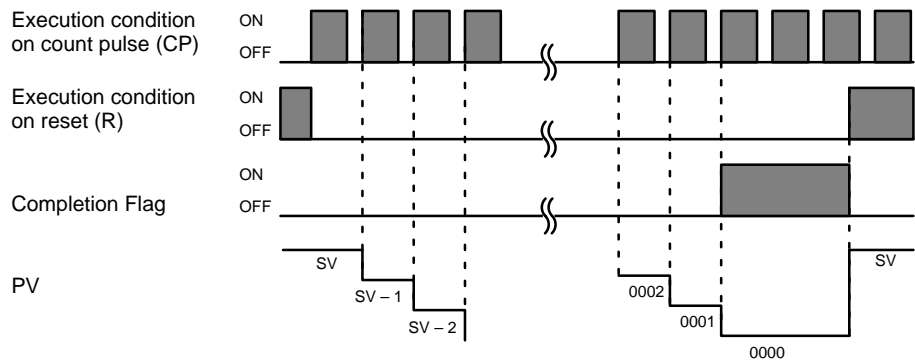 Execution condition
on count pulse (CP)
ON
OFF
Execution condition
on reset (R)
ON
OFF
Completion Flag
ON
OFF
PV
SV
SV – 1
SV – 2
0002
0001
0000
SV